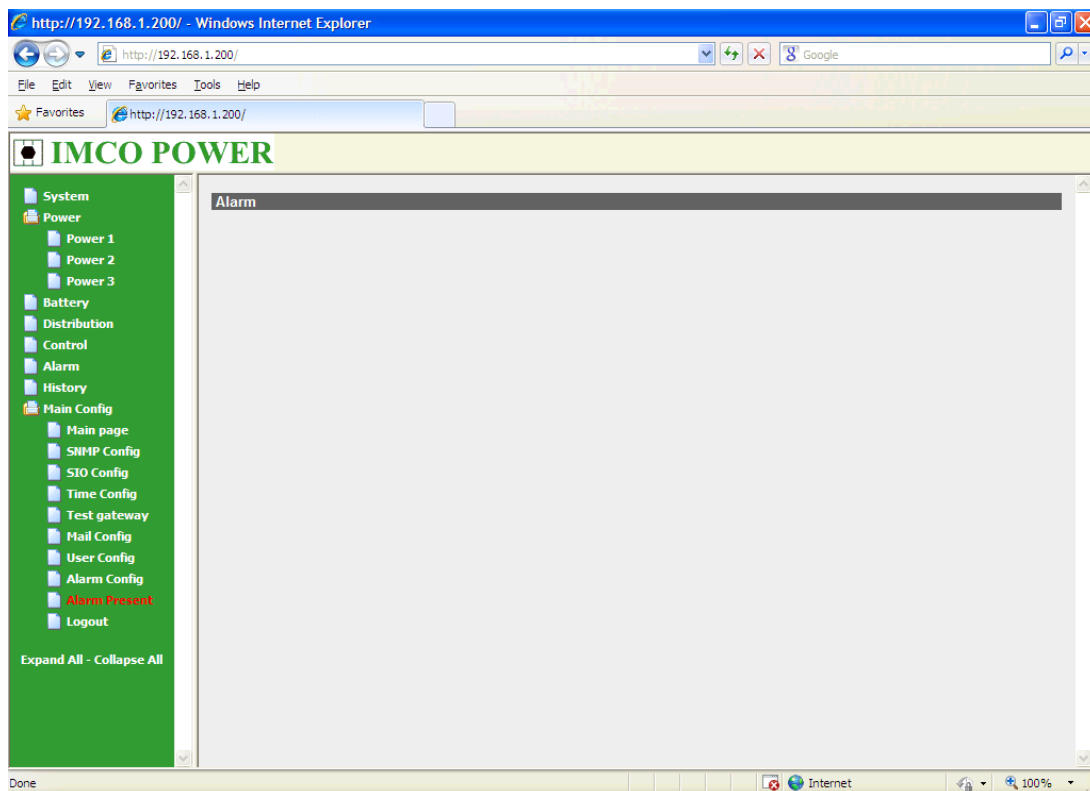 http://192.168.1.200/ - Windows Internet Explorer
http://192.168.1.200/
Google
File Edit View Favorites Tools Help
Favorites
http://192.168.1.200/
IMCO POWER
System
Power
Power 1
Power 2
Power 3
Battery
Distribution
Control
Alarm
History
Main Config
Main page
SNMP Config
SIO Config
Time Config
Test gateway
Mail Config
User Config
Alarm Config
Alarm Present
Logout
Expand All - Collapse All
Alarm
Done
Internet
100%